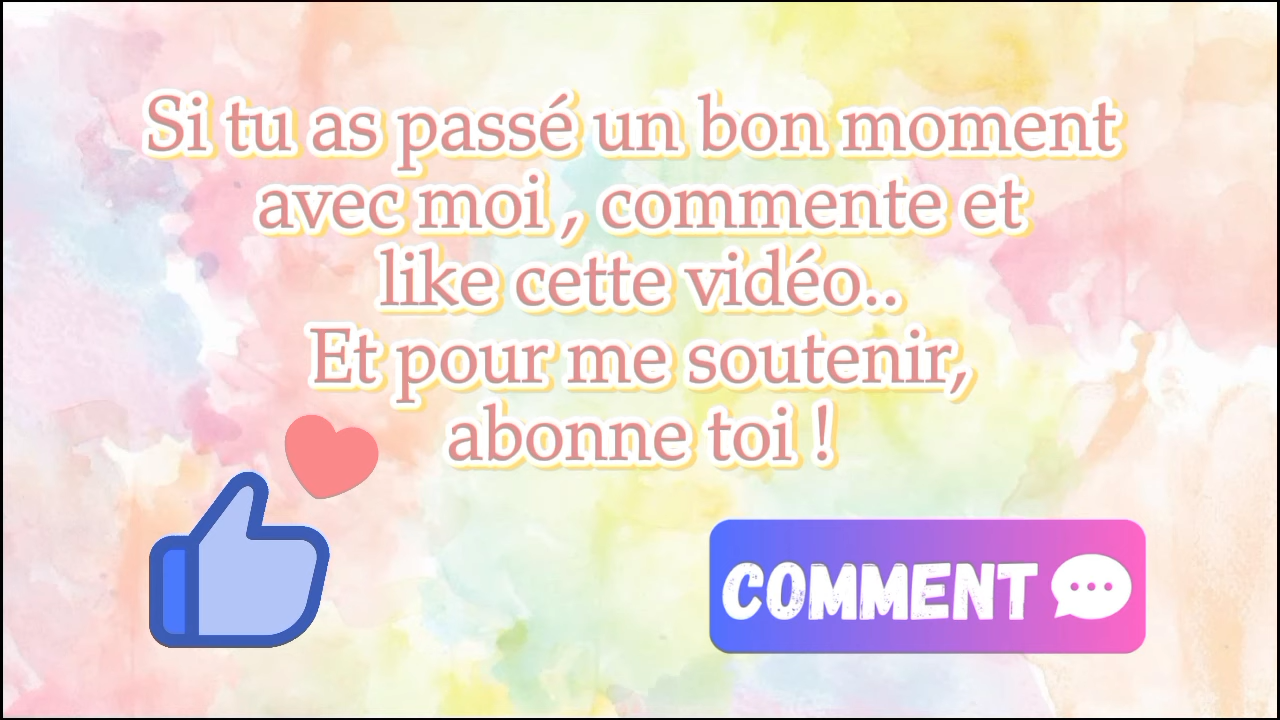 Si tu as passé un bon moment
avec moi , commente et
like cette vidéo..
Et pour me soutenir,
abonne toi !
COMMENT